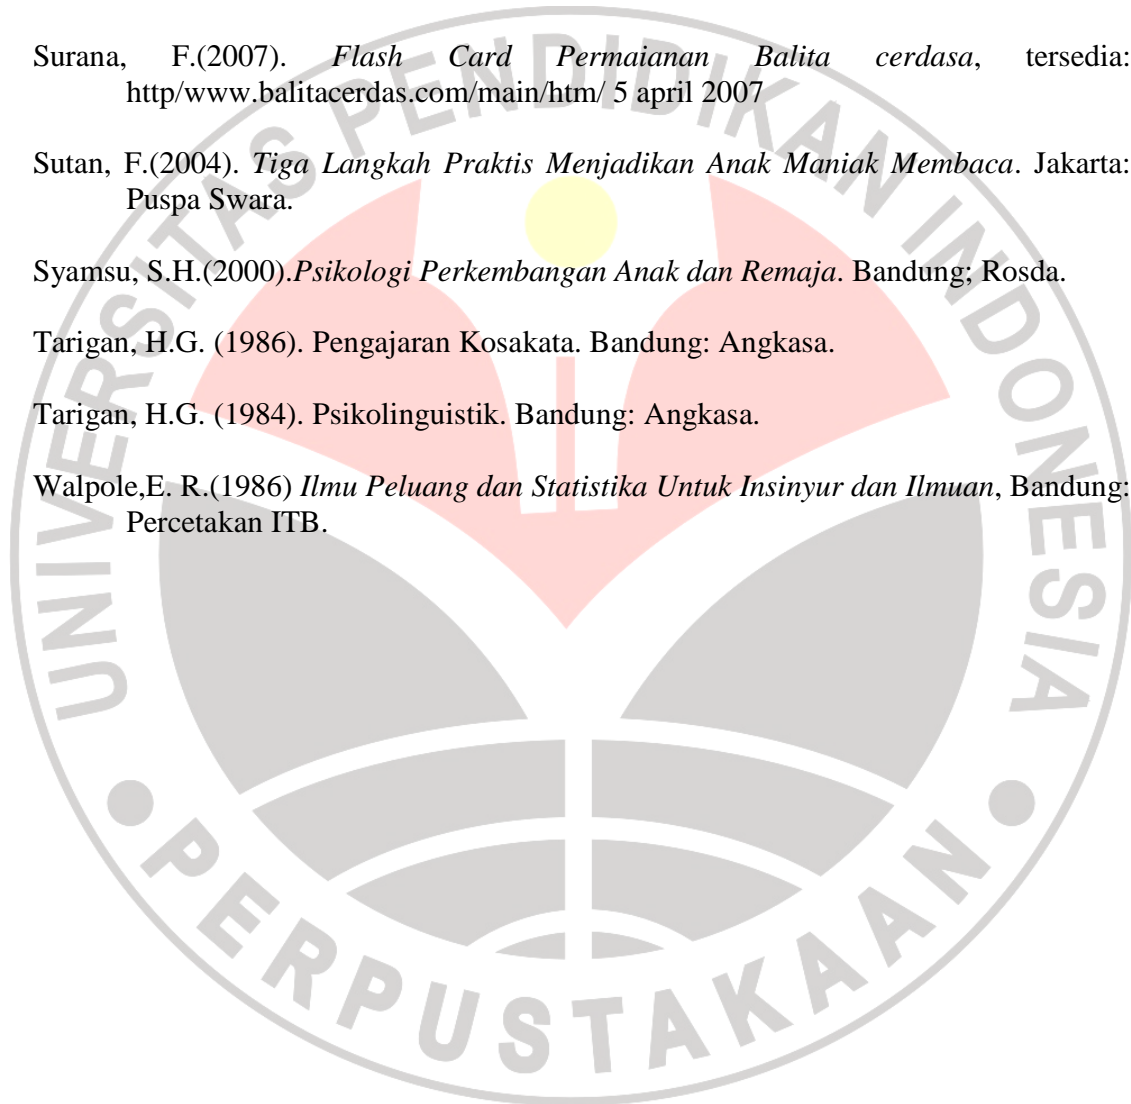 Surana, F.(2007). Flash Card Permaianan Balita cerdasa, tersedia:
http/www.balitacerdas.com/main/htm/ 5 april 2007
Sutan, F.(2004). Tiga Langkah Praktis Menjadikan Anak Maniak Membaca. Jakarta:
Puspa Swara.
Syamsu, S.H.(2000).Psikologi Perkembangan Anak dan Remaja. Bandung; Rosda.
Tarigan, H.G. (1986). Pengajaran Kosakata. Bandung: Angkasa.
Tarigan, H.G. (1984). Psikolinguistik. Bandung: Angkasa.
Walpole,E. R.(1986) Ilmu Peluang dan Statistika Untuk Insinyur dan Ilmuan, Bandung:
Percetakan ITB.
UNIVERSITAS PENDIDIKAN INDONESIA
PERPUSTAKAAN